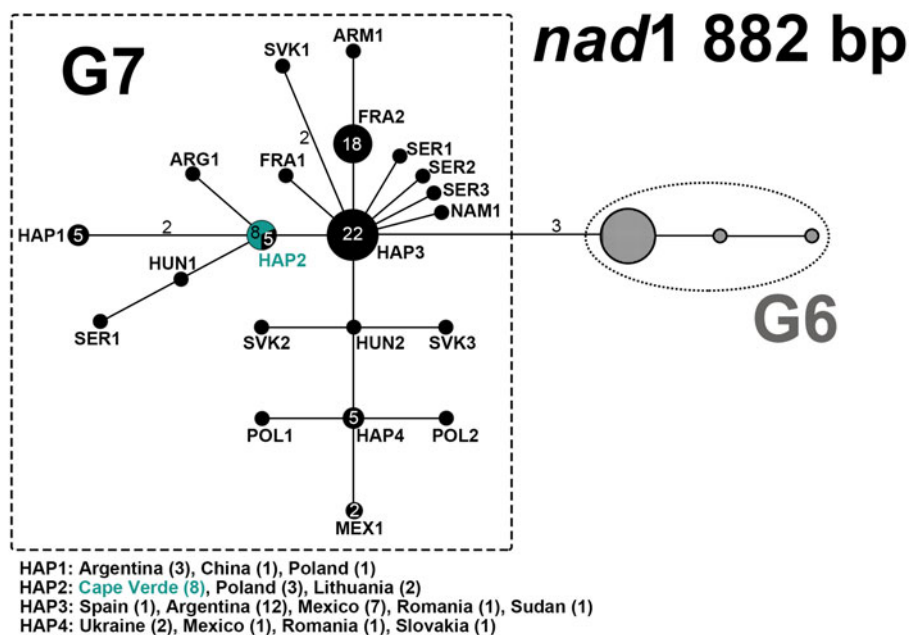 G7
nad1 882 bp
SVK1
ARM1
2
FRA2
18
ARG1
FRA1
SER1
SER2
SER3
NAM1
HAP1
5
2
8
5
HAP2
22
HAP3
3
HUN1
SER1
G6
SVK2
HUN2
SVK3
5
POL1
HAP4
POL2
2
MEX1
HAP1: Argentina (3), China (1), Poland (1)
HAP2: Cape Verde (8), Poland (3), Lithuania (2)
HAP3: Spain (1), Argentina (12), Mexico (7), Romania (1), Sudan (1)
HAP4: Ukraine (2), Mexico (1), Romania (1), Slovakia (1)